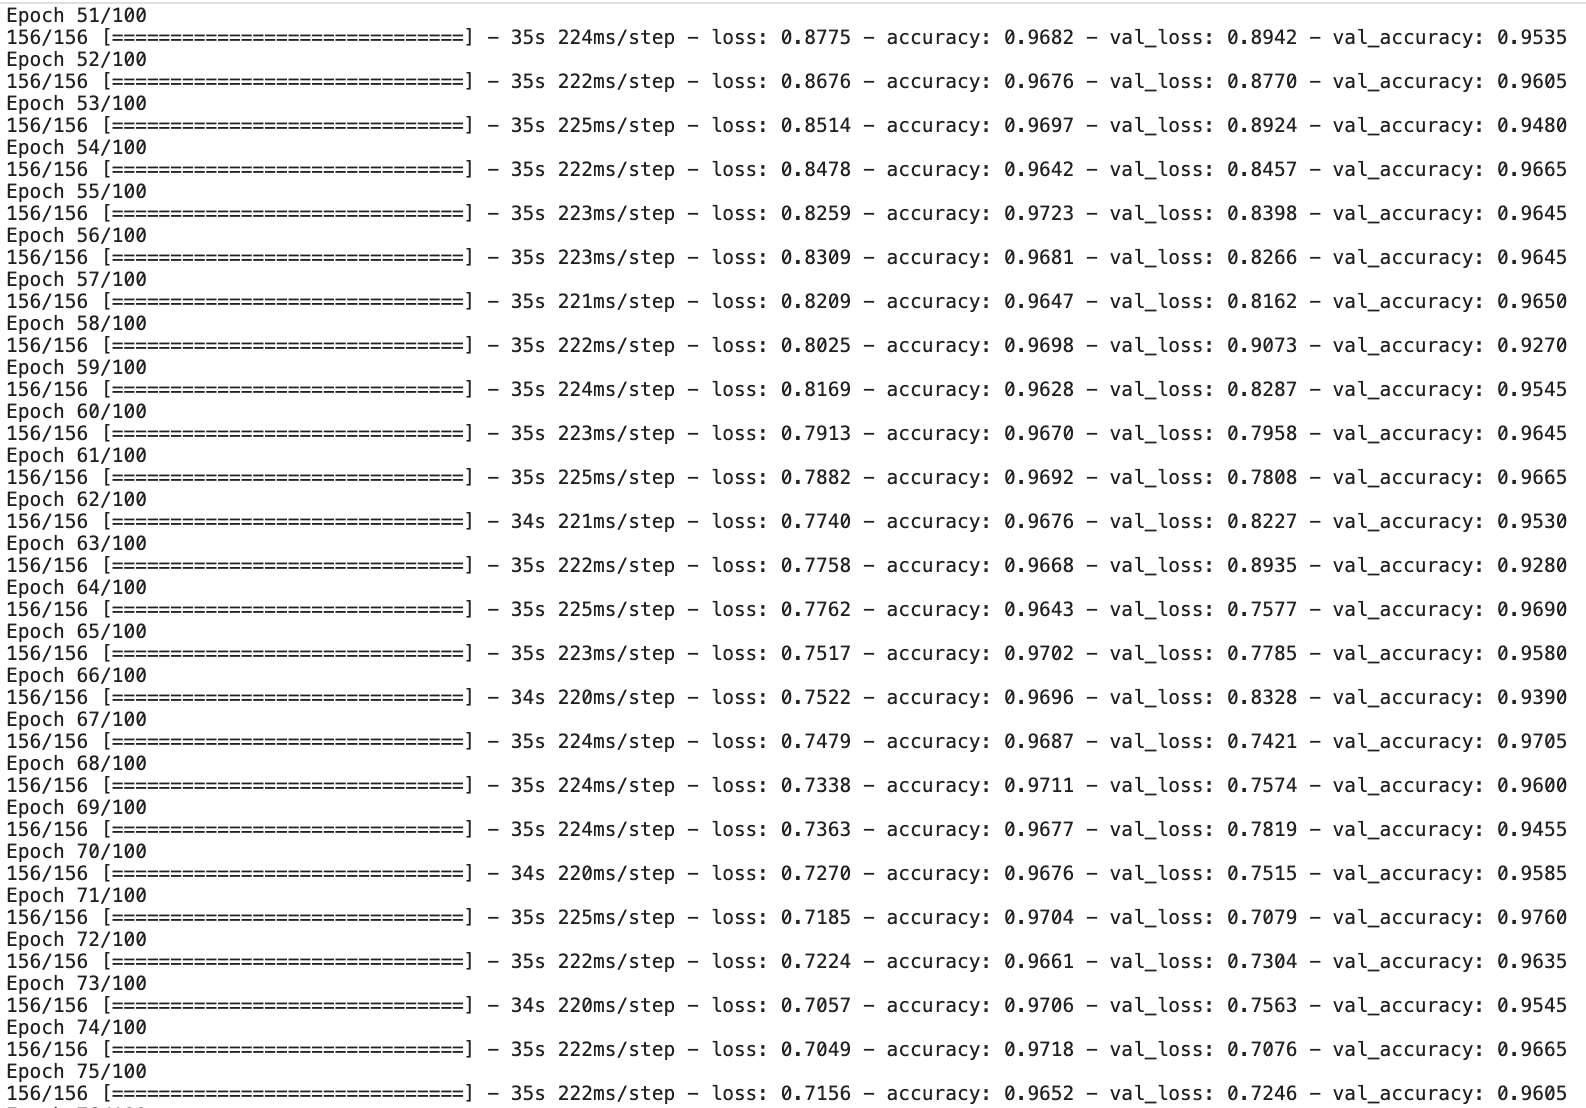 Epoch 51/100
156/156 [==============================] - 35s 224ms/step - loss: 0.8775 - accuracy: 0.9682 - val_loss: 0.8942 - val_accuracy: 0.9535
Epoch 52/100
156/156 [==============================] - 35s 222ms/step - loss: 0.8676 - accuracy: 0.9676 - val_loss: 0.8770 - val_accuracy: 0.9605
Epoch 53/100
156/156 [==============================] - 35s 225ms/step - loss: 0.8514 - accuracy: 0.9697 - val_loss: 0.8924 - val_accuracy: 0.9480
Epoch 54/100
156/156 [==============================] - 35s 222ms/step - loss: 0.8478 - accuracy: 0.9642 - val_loss: 0.8457 - val_accuracy: 0.9665
Epoch 55/100
156/156 [==============================] - 35s 223ms/step - loss: 0.8259 - accuracy: 0.9723 - val_loss: 0.8398 - val_accuracy: 0.9645
Epoch 56/100
156/156 [==============================] - 35s 223ms/step - loss: 0.8309 - accuracy: 0.9681 - val_loss: 0.8266 - val_accuracy: 0.9645
Epoch 57/100
156/156 [==============================] - 35s 221ms/step - loss: 0.8209 - accuracy: 0.9647 - val_loss: 0.8162 - val_accuracy: 0.9650
Epoch 58/100
156/156 [==============================] - 35s 222ms/step - loss: 0.8025 - accuracy: 0.9698 - val_loss: 0.9073 - val_accuracy: 0.9270
Epoch 59/100
156/156 [==============================] - 35s 224ms/step - loss: 0.8169 - accuracy: 0.9628 - val_loss: 0.8287 - val_accuracy: 0.9545
Epoch 60/100
156/156 [==============================] - 35s 223ms/step - loss: 0.7913 - accuracy: 0.9670 - val_loss: 0.7958 - val_accuracy: 0.9645
Epoch 61/100
156/156 [==============================] - 35s 225ms/step - loss: 0.7882 - accuracy: 0.9692 - val_loss: 0.7808 - val_accuracy: 0.9665
Epoch 62/100
156/156 [==============================] - 34s 221ms/step - loss: 0.7740 - accuracy: 0.9676 - val_loss: 0.8227 - val_accuracy: 0.9530
Epoch 63/100
156/156 [==============================] - 35s 222ms/step - loss: 0.7758 - accuracy: 0.9668 - val_loss: 0.8935 - val_accuracy: 0.9280
Epoch 64/100
156/156 [==============================] - 35s 225ms/step - loss: 0.7762 - accuracy: 0.9643 - val_loss: 0.7577 - val_accuracy: 0.9690
Epoch 65/100
156/156 [==============================] - 35s 223ms/step - loss: 0.7517 - accuracy: 0.9702 - val_loss: 0.7785 - val_accuracy: 0.9580
Epoch 66/100
156/156 [==============================] - 34s 220ms/step - loss: 0.7522 - accuracy: 0.9696 - val_loss: 0.8328 - val_accuracy: 0.9390
Epoch 67/100
156/156 [==============================] - 35s 224ms/step - loss: 0.7479 - accuracy: 0.9687 - val_loss: 0.7421 - val_accuracy: 0.9705
Epoch 68/100
156/156 [==============================] - 35s 224ms/step - loss: 0.7338 - accuracy: 0.9711 - val_loss: 0.7574 - val_accuracy: 0.9600
Epoch 69/100
156/156 [==============================] - 35s 224ms/step - loss: 0.7363 - accuracy: 0.9677 - val_loss: 0.7819 - val_accuracy: 0.9455
Epoch 70/100
156/156 [==============================] - 34s 220ms/step - loss: 0.7270 - accuracy: 0.9676 - val_loss: 0.7515 - val_accuracy: 0.9585
Epoch 71/100
156/156 [==============================] - 35s 225ms/step - loss: 0.7185 - accuracy: 0.9704 - val_loss: 0.7079 - val_accuracy: 0.9760
Epoch 72/100
156/156 [==============================] - 35s 222ms/step - loss: 0.7224 - accuracy: 0.9661 - val_loss: 0.7304 - val_accuracy: 0.9635
Epoch 73/100
156/156 [==============================] - 34s 220ms/step - loss: 0.7057 - accuracy: 0.9706 - val_loss: 0.7563 - val_accuracy: 0.9545
Epoch 74/100
156/156 [==============================] - 35s 222ms/step - loss: 0.7049 - accuracy: 0.9718 - val_loss: 0.7076 - val_accuracy: 0.9665
Epoch 75/100
156/156 [==============================] - 35s 222ms/step - loss: 0.7156 - accuracy: 0.9652 - val_loss: 0.7246 - val_accuracy: 0.9605